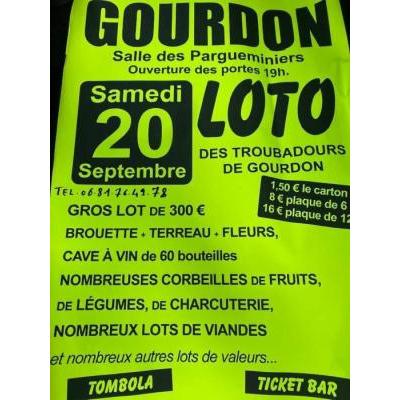 GOURDON
Salle des Pargueminiers
Ouverture des portes 19h.
Samedi
20
Septembre
LOTO
DES TROUBADOURS
DE GOURDON
TEL. 06.81.76.49.78
1,50 € le carton
8 € plaque de 6
16 € plaque de 12
GROS LOT DE 300 €
BROUETTE + TERREAU + FLEURS,
CAVE À VIN de 60 bouteilles
NOMBREUSES CORBEILLES DE FRUITS,
DE LÉGUMES, DE CHARCUTERIE,
NOMBREUX LOTS DE VIANDES
et nombreux autres lots de valeurs...
TOMBOLA
TICKET BAR